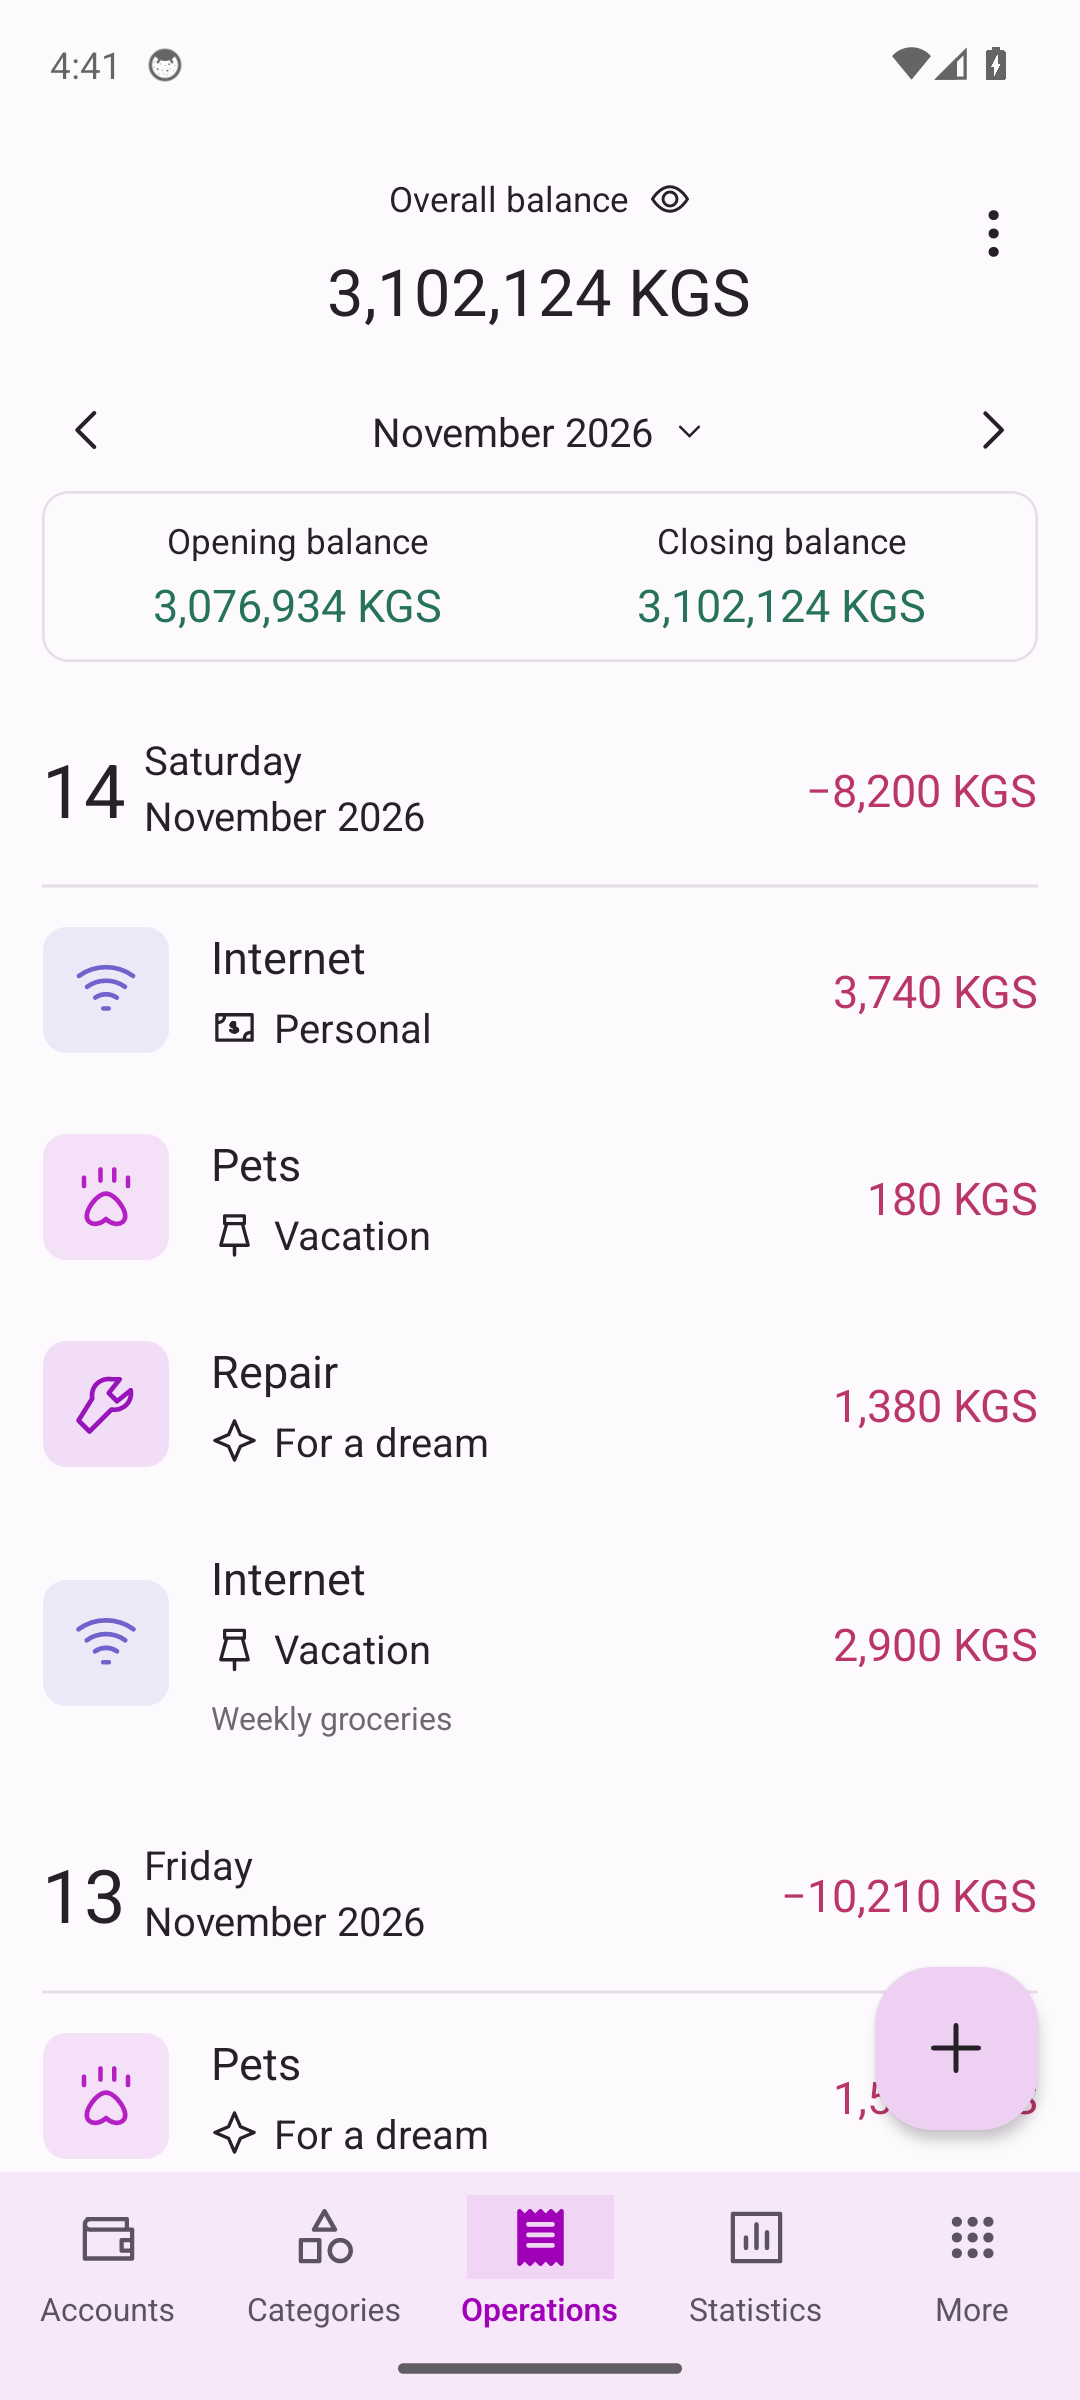 4:41
Overall balance
3,102,124 KGS
November 2026
Opening balance
Closing balance
3,076,934 KGS
3,102,124 KGS
14
Saturday
November 2026
−8,200 KGS
Internet
Personal
3,740 KGS
Pets
Vacation
180 KGS
Repair
For a dream
1,380 KGS
Internet
Vacation
Weekly groceries
2,900 KGS
13
Friday
November 2026
−10,210 KGS
Pets
For a dream
Accounts
Categories
Operations
Statistics
More